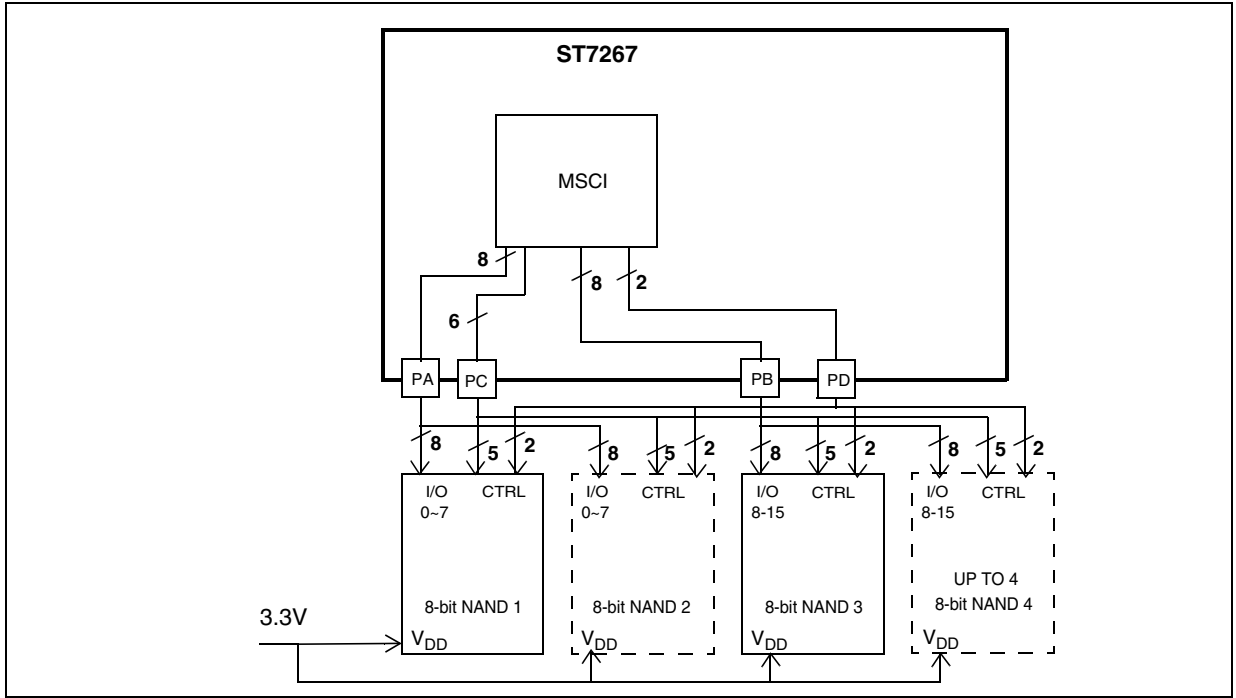 ST7267
MSCI
8
8
2
6
PA
PC
PB
PD
8
5
2
8
5
2
8
5
2
8
5
2
I/O
0~7
CTRL
I/O
0~7
CTRL
I/O
8-15
CTRL
I/O
8-15
CTRL
UP TO 4
8-bit NAND 1
8-bit NAND 2
8-bit NAND 3
8-bit NAND 4
3.3V
VDD
VDD
VDD
VDD